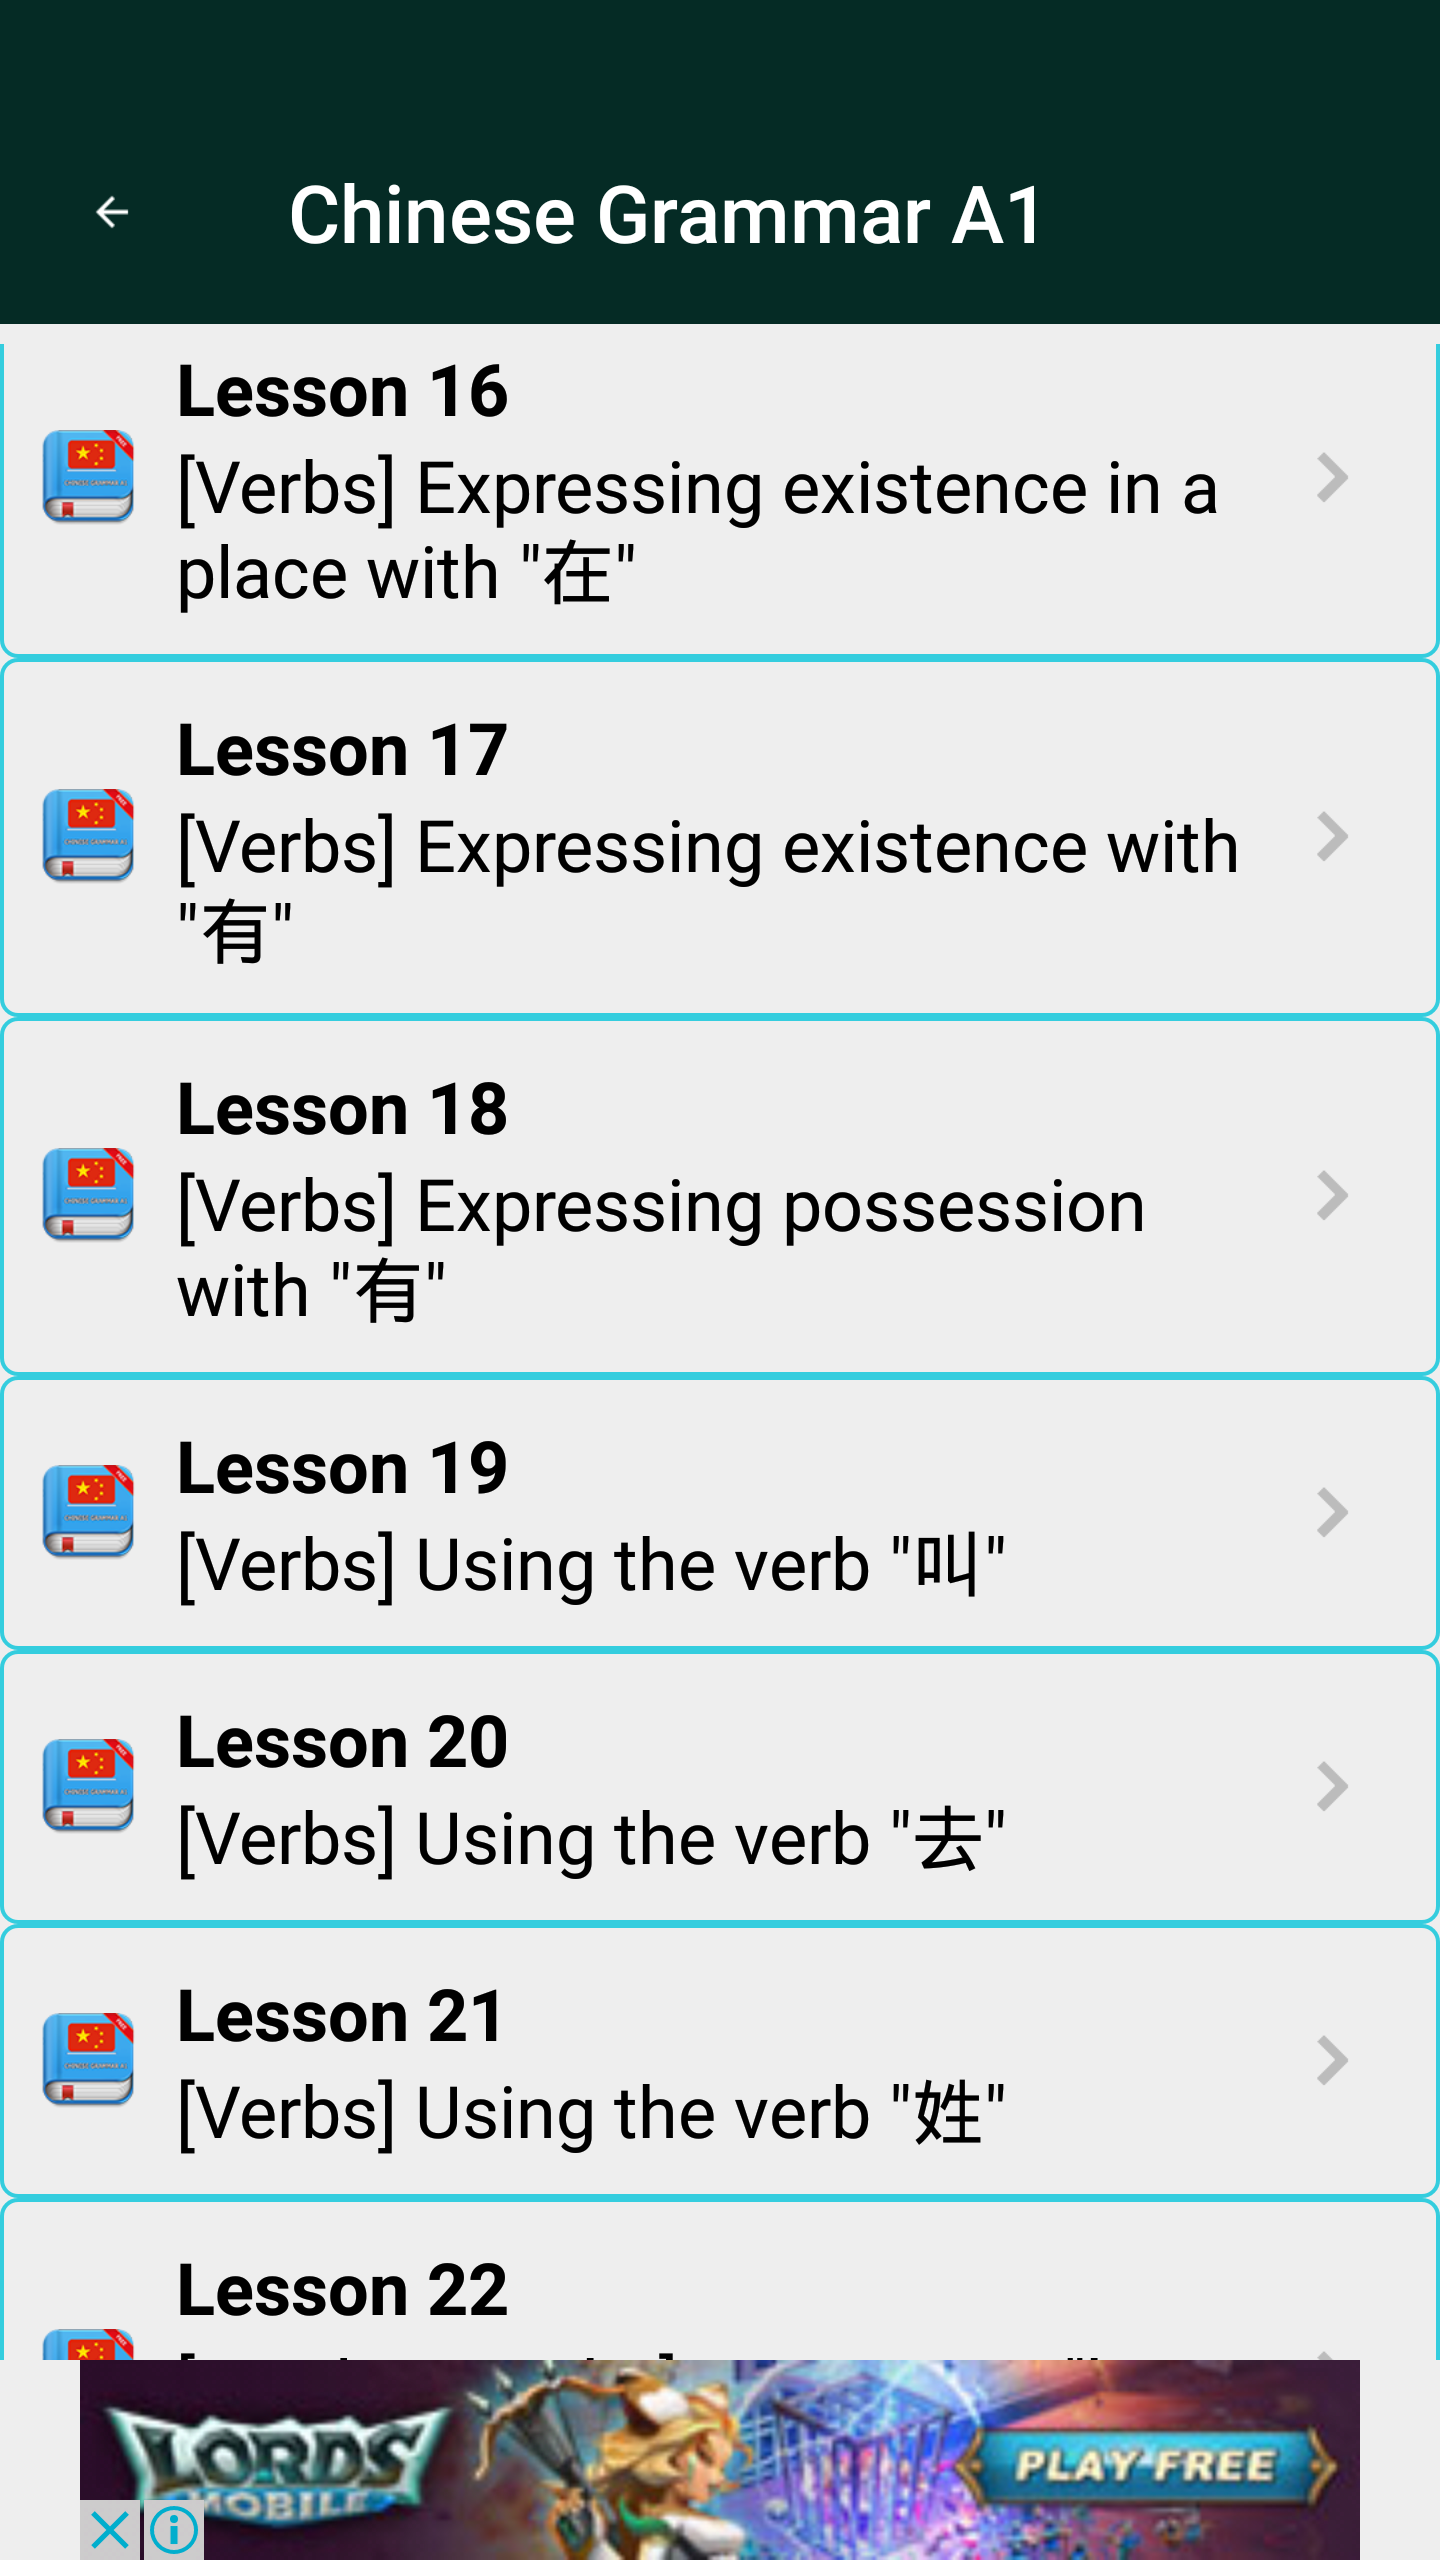 Chinese Grammar A1
Lesson 16
[Verbs] Expressing existence in a
place with "在"
Lesson 17
[Verbs] Expressing existence with
"有"
Lesson 18
[Verbs] Expressing possession
with "有"
Lesson 19
[Verbs] Using the verb "叫"
Lesson 20
[Verbs] Using the verb "去"
Lesson 21
[Verbs] Using the verb "姓"
Lesson 22
LORDS
MOBILE
PLAY FREE